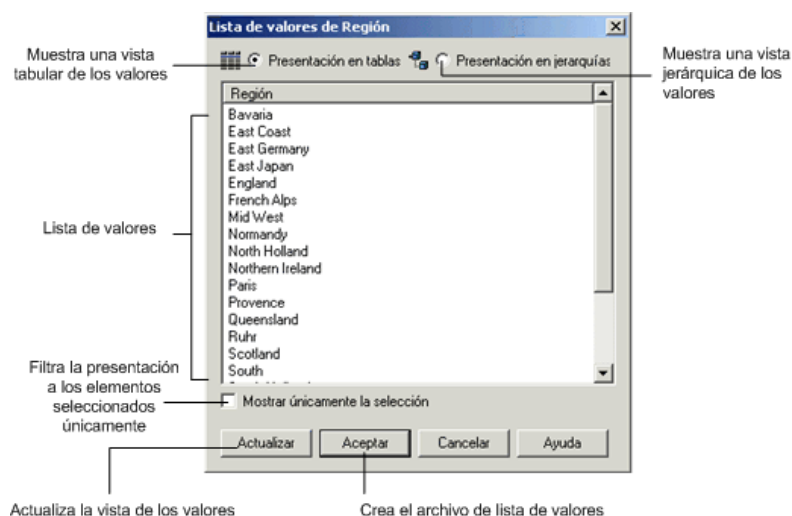 Lista de valores de Región
Muestra una vista
tabular de los valores
Presentación en tablas
Presentación en jerarquías
Muestra una vista
jerárquica de los
valores
Región
Bavaria
East Coast
East Germany
East Japan
England
French Alps
Mid West
Normandy
North Holland
Northern Ireland
Paris
Provence
Queensland
Ruhr
Scotland
South
Lista de valores
Filtra la presentación
a los elementos
seleccionados
únicamente
Mostrar únicamente la selección
Actualizar
Aceptar
Cancelar
Ayuda
Actualiza la vista de los valores
Crea el archivo de lista de valores